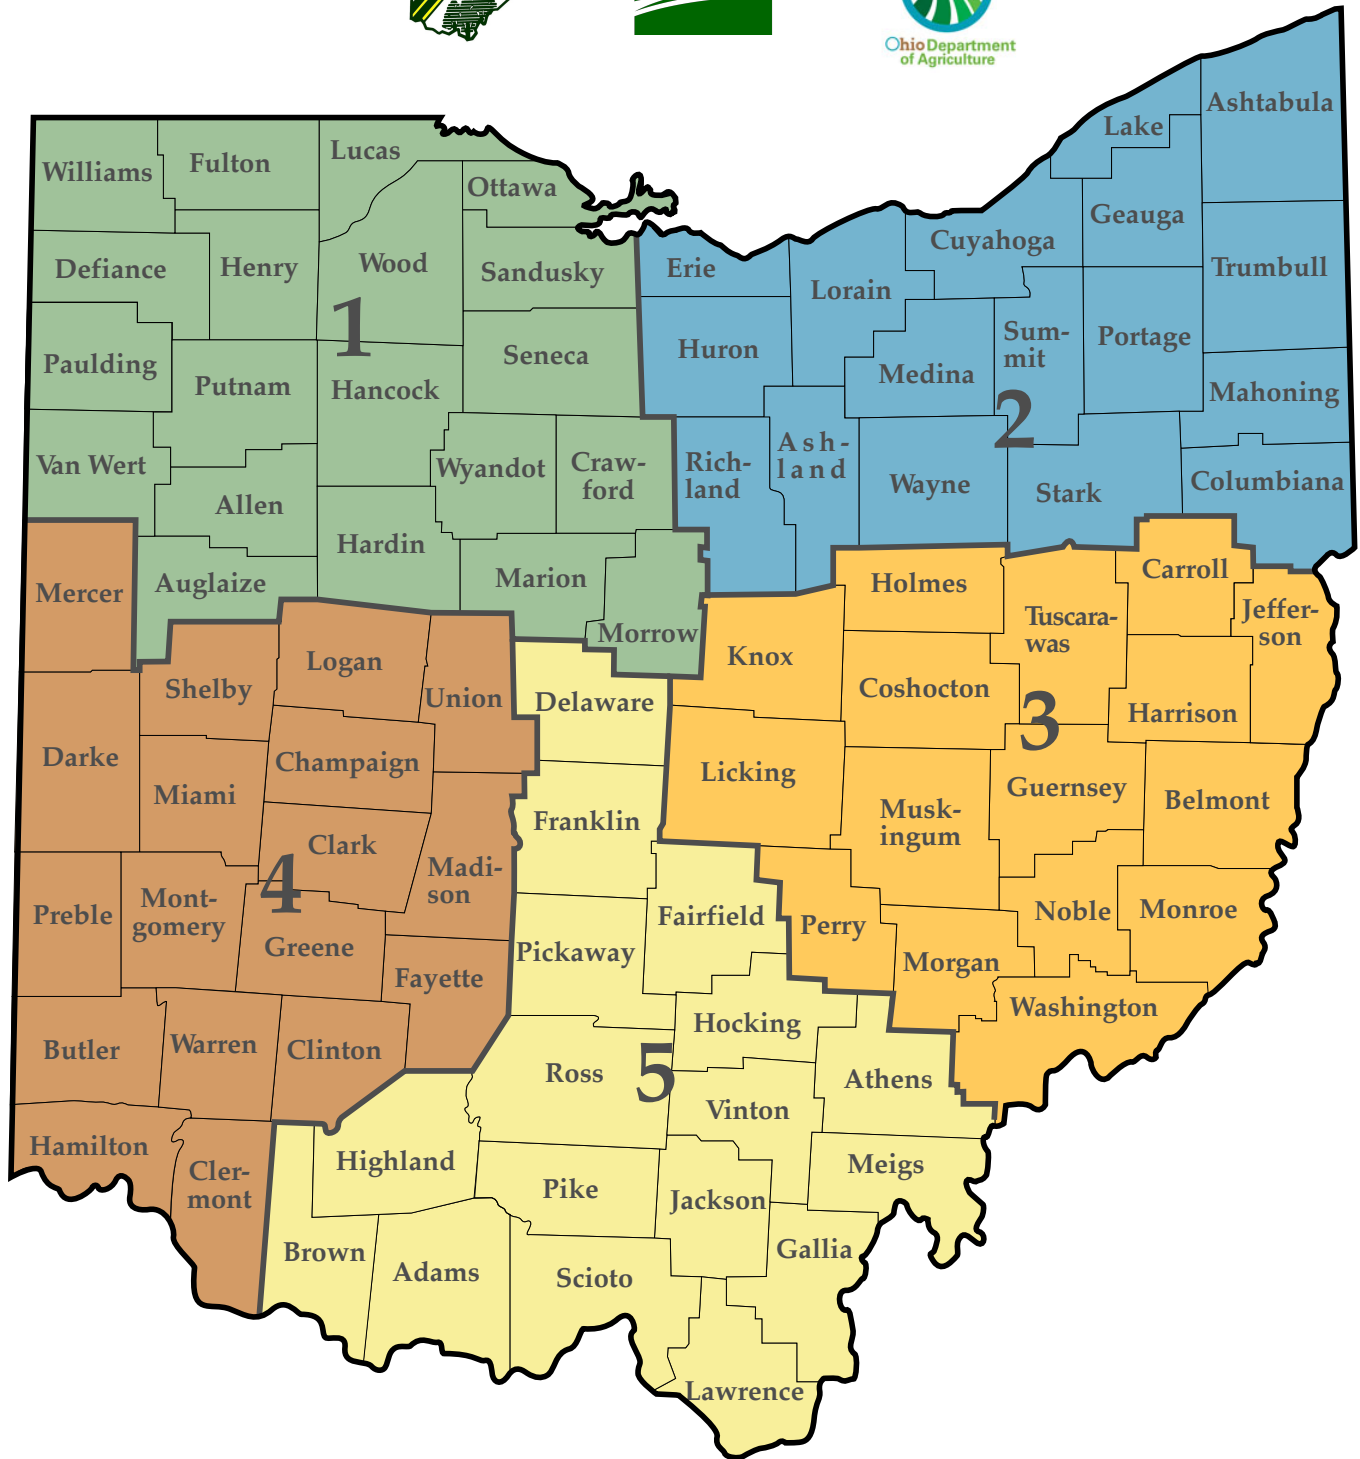 Ohio Department
of Agriculture
Ashtabula
Lake
Lucas
Fulton
Williams
Ottawa
Geauga
Cuyahoga
Defiance
Henry
Wood
Sandusky
Erie
Lorain
Trumbull
1
Sum-
mit
Portage
Paulding
Seneca
Huron
Medina
Putnam
Hancock
Mahoning
2
Van Wert
Wyandot
Craw-
ford
Rich-
land
Ash-
land
Wayne
Stark
Columbiana
Allen
Hardin
Mercer
Auglaize
Marion
Holmes
Carroll
Morrow
Tuscara-
was
Jeffer-
son
Logan
Knox
Shelby
Union
Delaware
Coshocton
3
Harrison
Darke
Champaign
Licking
Miami
Guernsey
Belmont
Franklin
Musk-
ingum
Clark
4
Madi-
son
Preble
Mont-
gomery
Fairfield
Perry
Noble
Monroe
Greene
Pickaway
Morgan
Fayette
Washington
Hocking
Butler
Warren
Clinton
Ross
5
Athens
Vinton
Hamilton
Highland
Meigs
Cler-
mont
Pike
Jackson
Brown
Adams
Gallia
Scioto
Lawrence